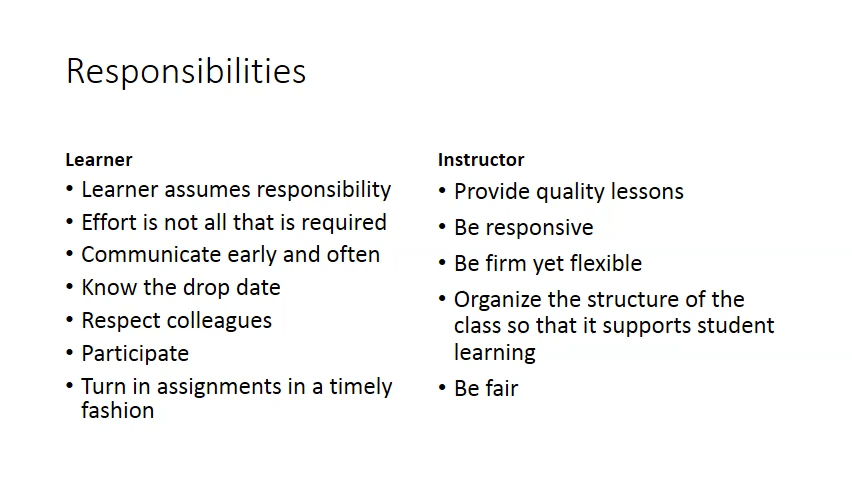 Responsibilities
Learner
• Learner assumes responsibility
• Effort is not all that is required
• Communicate early and often
• Know the drop date
• Respect colleagues
• Participate
• Turn in assignments in a timely
fashion
Instructor
• Provide quality lessons
• Be responsive
• Be firm yet flexible
• Organize the structure of the
class so that it supports student
learning
• Be fair